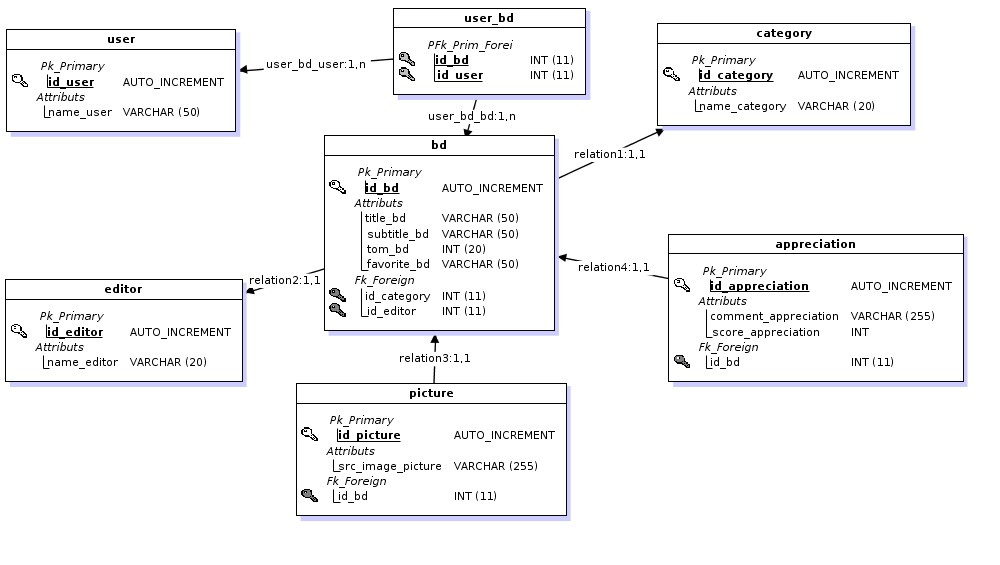 user
Pk_Primary
id_user AUTO_INCREMENT
Attributs
name_user VARCHAR (50)
user_bd
PFk_Prim_Forei
id_bd INT (11)
id_user INT (11)
category
Pk_Primary
id_category AUTO_INCREMENT
Attributs
name_category VARCHAR (20)
user_bd_user:1,n
user_bd_bd:1,n
relation1:1,1
bd
Pk_Primary
id_bd AUTO_INCREMENT
Attributs
title_bd VARCHAR (50)
subtitle_bd VARCHAR (50)
tom_bd INT (20)
favorite_bd VARCHAR (50)
Fk_Foreign
id_category INT (11)
id_editor INT (11)
relation2:1,1
relation4:1,1
appreciation
Pk_Primary
id_appreciation AUTO_INCREMENT
Attributs
comment_appreciation VARCHAR (255)
score_appreciation INT
Fk_Foreign
id_bd INT (11)
editor
Pk_Primary
id_editor AUTO_INCREMENT
Attributs
name_editor VARCHAR (20)
relation3:1,1
picture
Pk_Primary
id_picture AUTO_INCREMENT
Attributs
src_image_picture VARCHAR (255)
Fk_Foreign
id_bd INT (11)